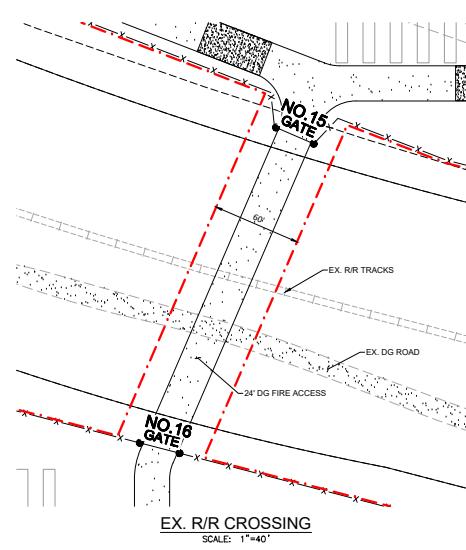 NO.15
GATE
60'
EX. R/R TRACKS
EX. DG ROAD
24' DG FIRE ACCESS
NO.16
GATE
EX. R/R CROSSING
SCALE: 1"=40'